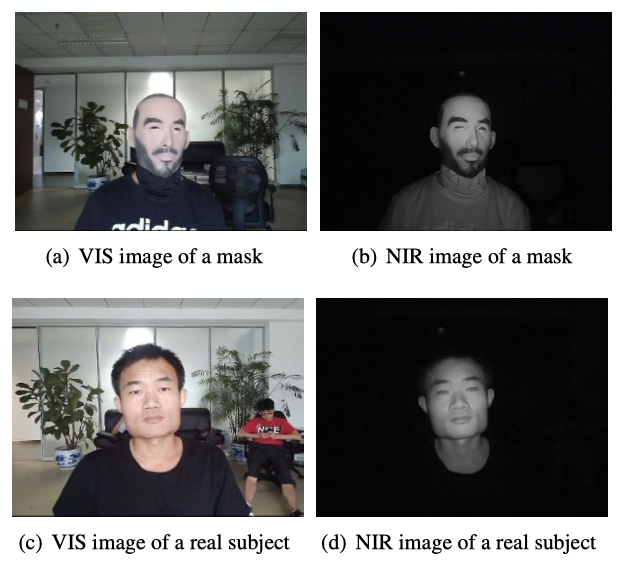 adidas
(a) VIS image of a mask
(b) NIR image of a mask
NCE
(c) VIS image of a real subject
(d) NIR image of a real subject